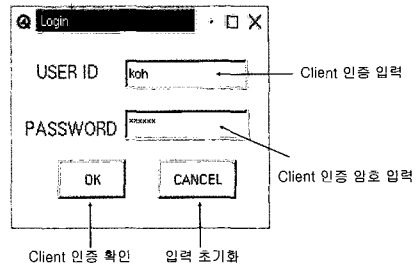 Login
USER ID
koh
Client 인증 입력
PASSWORD
xxxxxx
Client 인증 암호 입력
OK
CANCEL
Client 인증 확인
입력 초기화